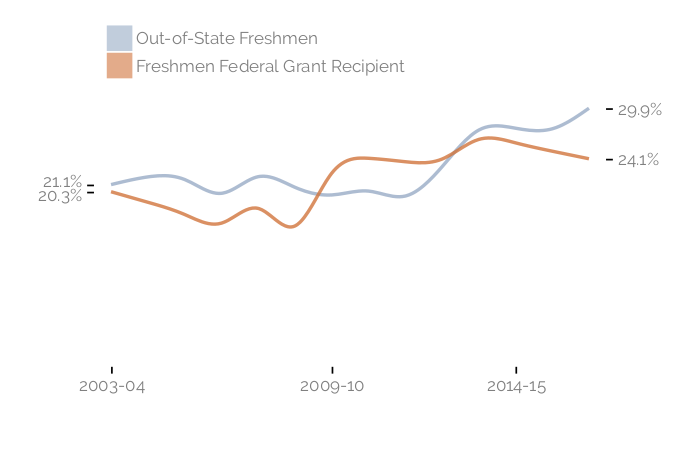 Out-of-State Freshmen
Freshmen Federal Grant Recipient
29.9%
24.1%
21.1%
20.3%
2003-04 2009-10 2014-15